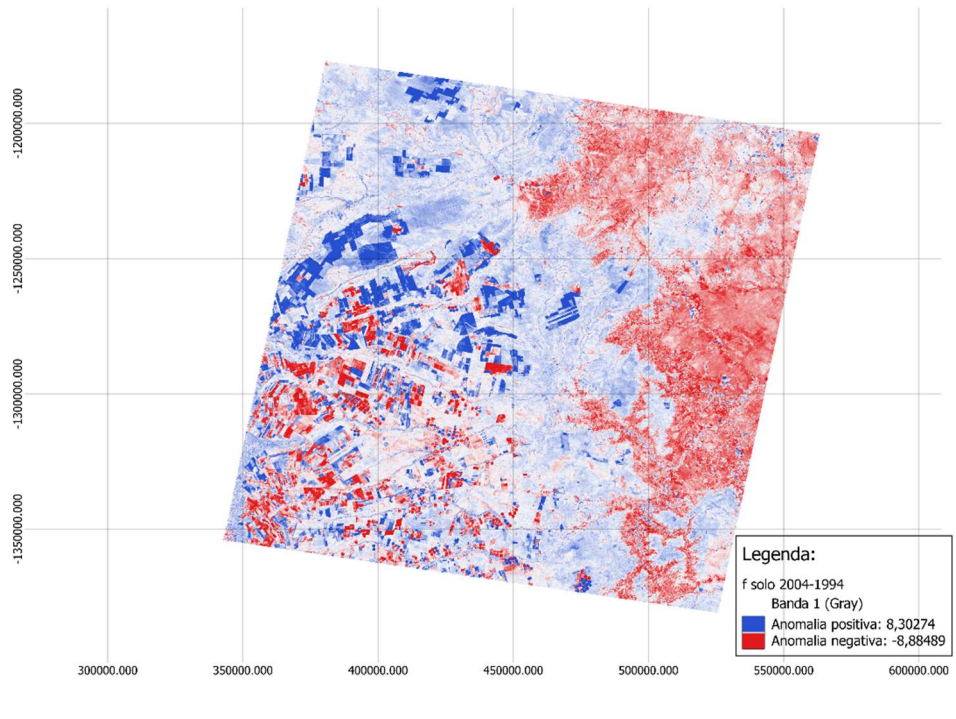 -1200000.000
-1250000.000
-1300000.000
-1350000.000
Legenda:
f solo 2004-1994
Banda 1 (Gray)
Anomalia positiva: 8,30274
Anomalia negativa: -8,88489
300000.000 350000.000 400000.000 450000.000 500000.000 550000.000 600000.000